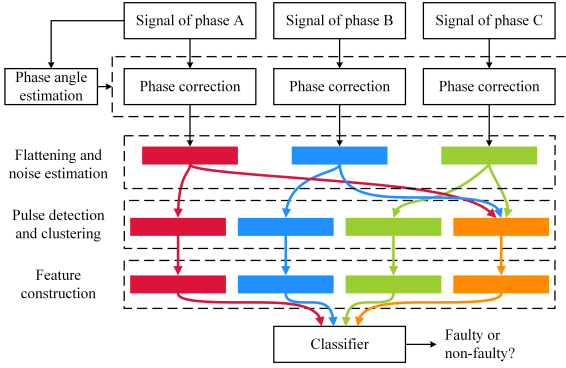 Signal of phase A
Signal of phase B
Signal of phase C
Phase angle
estimation
Phase correction
Phase correction
Phase correction
Flattening and
noise estimation
Pulse detection
and clustering
Feature
construction
Classifier
Faulty or
non-faulty?